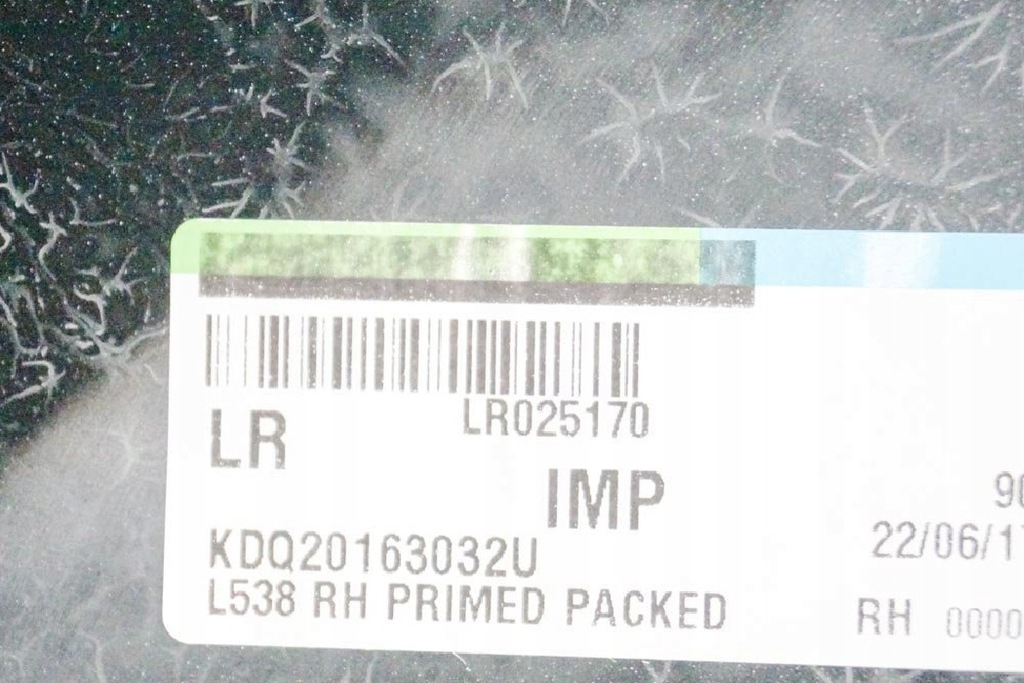 LR025170
LR
IMP
90
KDQ20163032U
22/06/17
L538 RH PRIMED PACKED
RH 0000